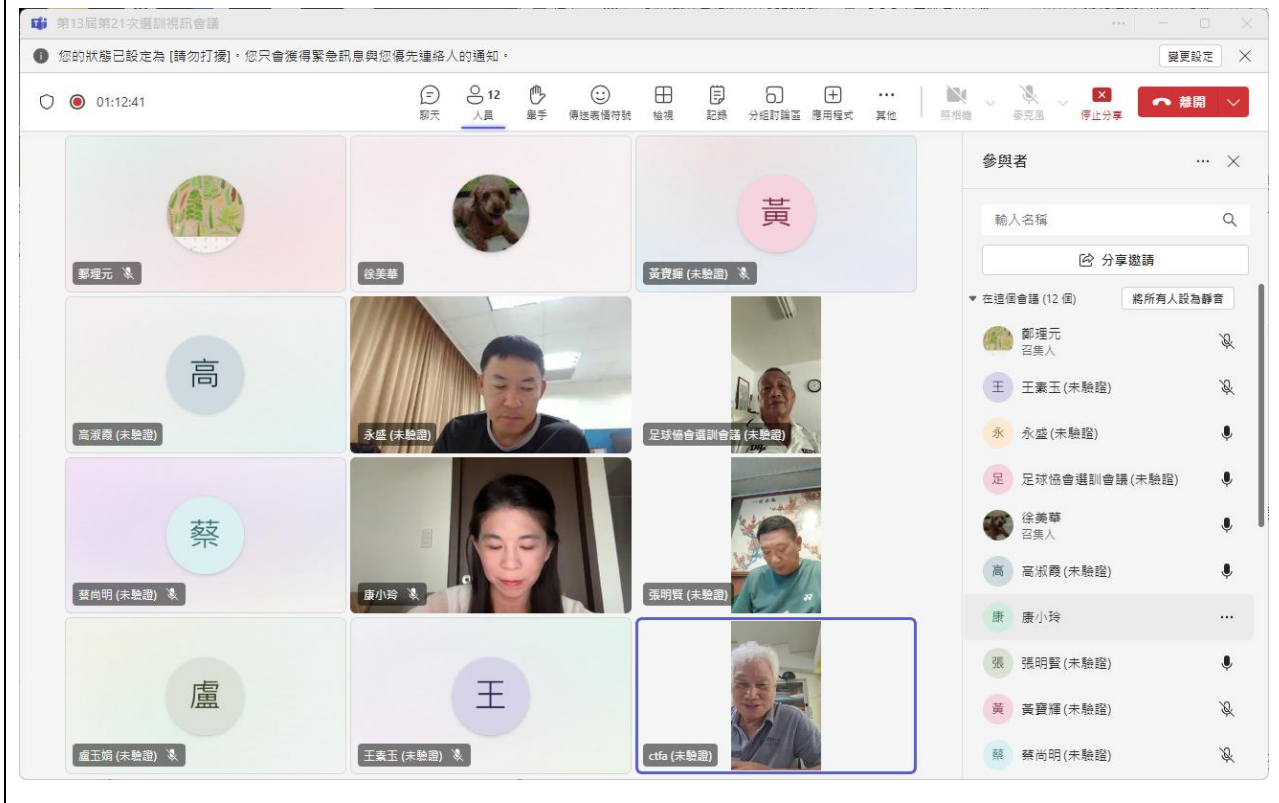 第13屆第21次選訓視訊會議
您的狀態已設定為 [請勿打擾]。您只會獲得緊急訊息與您優先連絡人的通知。
變更設定
01:12:41
12
聊天 人員 舉手 傳送表情符號 檢視 記錄 分組討論區 應用程式 其他 照相機 麥克風 停止分享 離開
鄭理元
徐美華
黃寶輝 (未驗證)
黃
高
高淑霞 (未驗證)
永盛 (未驗證)
足球協會選訓會議 (未驗證)
蔡
蔡尚明 (未驗證)
康小玲
張明賢 (未驗證)
盧
盧玉娟 (未驗證)
王
王素玉 (未驗證)
ctfa (未驗證)
參與者
輸入名稱
分享邀請
在這個會議 (12 個)
將所有人設為靜音
鄭理元
召集人
王 王素玉 (未驗證)
永 永盛 (未驗證)
足 足球協會選訓會議 (未驗證)
徐美華
召集人
高 高淑霞 (未驗證)
康 康小玲
張 張明賢 (未驗證)
黃 黃寶輝 (未驗證)
蔡 蔡尚明 (未驗證)